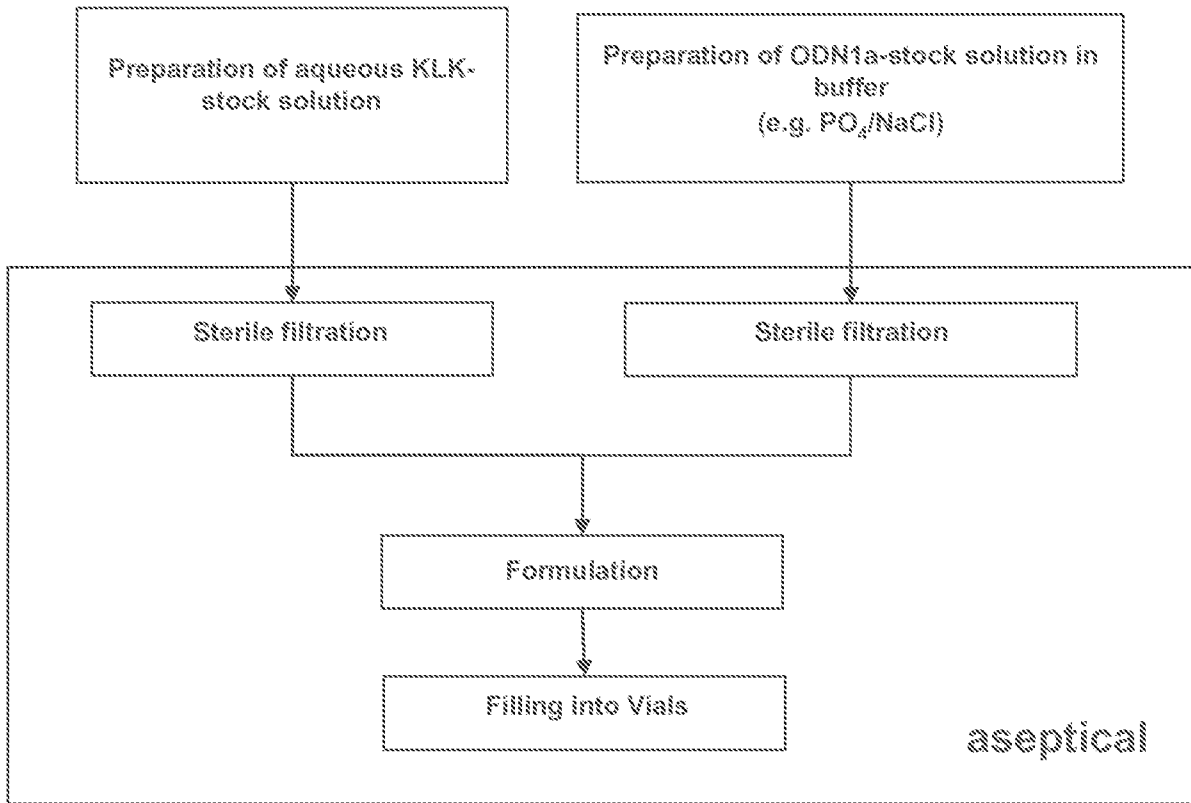 Preparation of aqueous KLK-
stock solution
Preparation of ODN1a-stock solution in
buffer
(e.g. PO₄/NaCl)
Sterile filtration
Sterile filtration
Formulation
Filling into Vials
aseptical